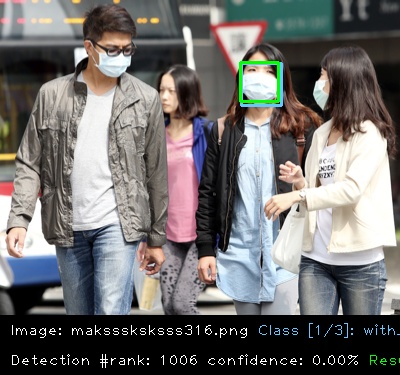 Image: maksssksksss316.png Class [1/3]: with_
Detection #rank: 1006 confidence: 0.00% Res